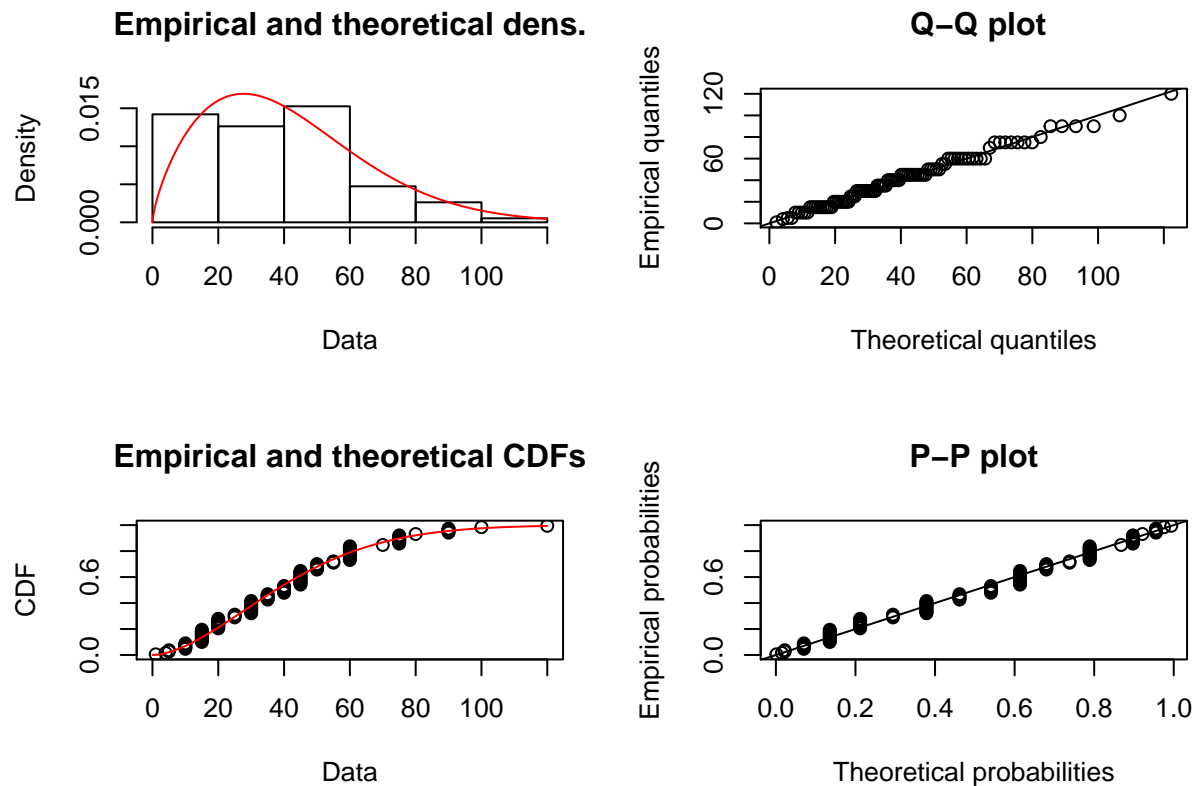 Empirical and theoretical dens.
Density
0.000 0.015
0 20 40 60 80 100
Data
Q−Q plot
Empirical quantiles
0 60 120
0 20 40 60 80 100
Theoretical quantiles
Empirical and theoretical CDFs
CDF
0.0 0.6
0 20 40 60 80 100
Data
P−P plot
Empirical probabilities
0.0 0.6
0.0 0.2 0.4 0.6 0.8 1.0
Theoretical probabilities